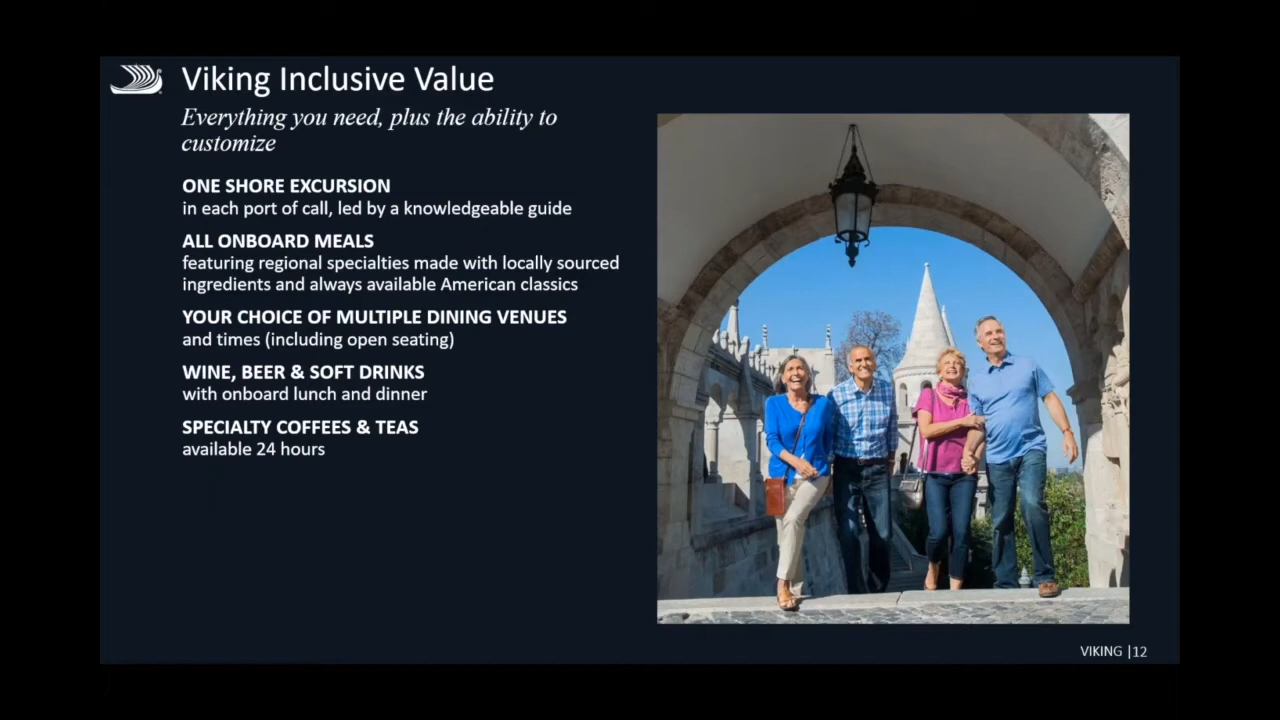 Viking Inclusive Value
Everything you need, plus the ability to
customize
ONE SHORE EXCURSION
in each port of call, led by a knowledgeable guide
ALL ONBOARD MEALS
featuring regional specialties made with locally sourced
ingredients and always available American classics
YOUR CHOICE OF MULTIPLE DINING VENUES
and times (including open seating)
WINE, BEER & SOFT DRINKS
with onboard lunch and dinner
SPECIALTY COFFEES & TEAS
available 24 hours
VIKING |12